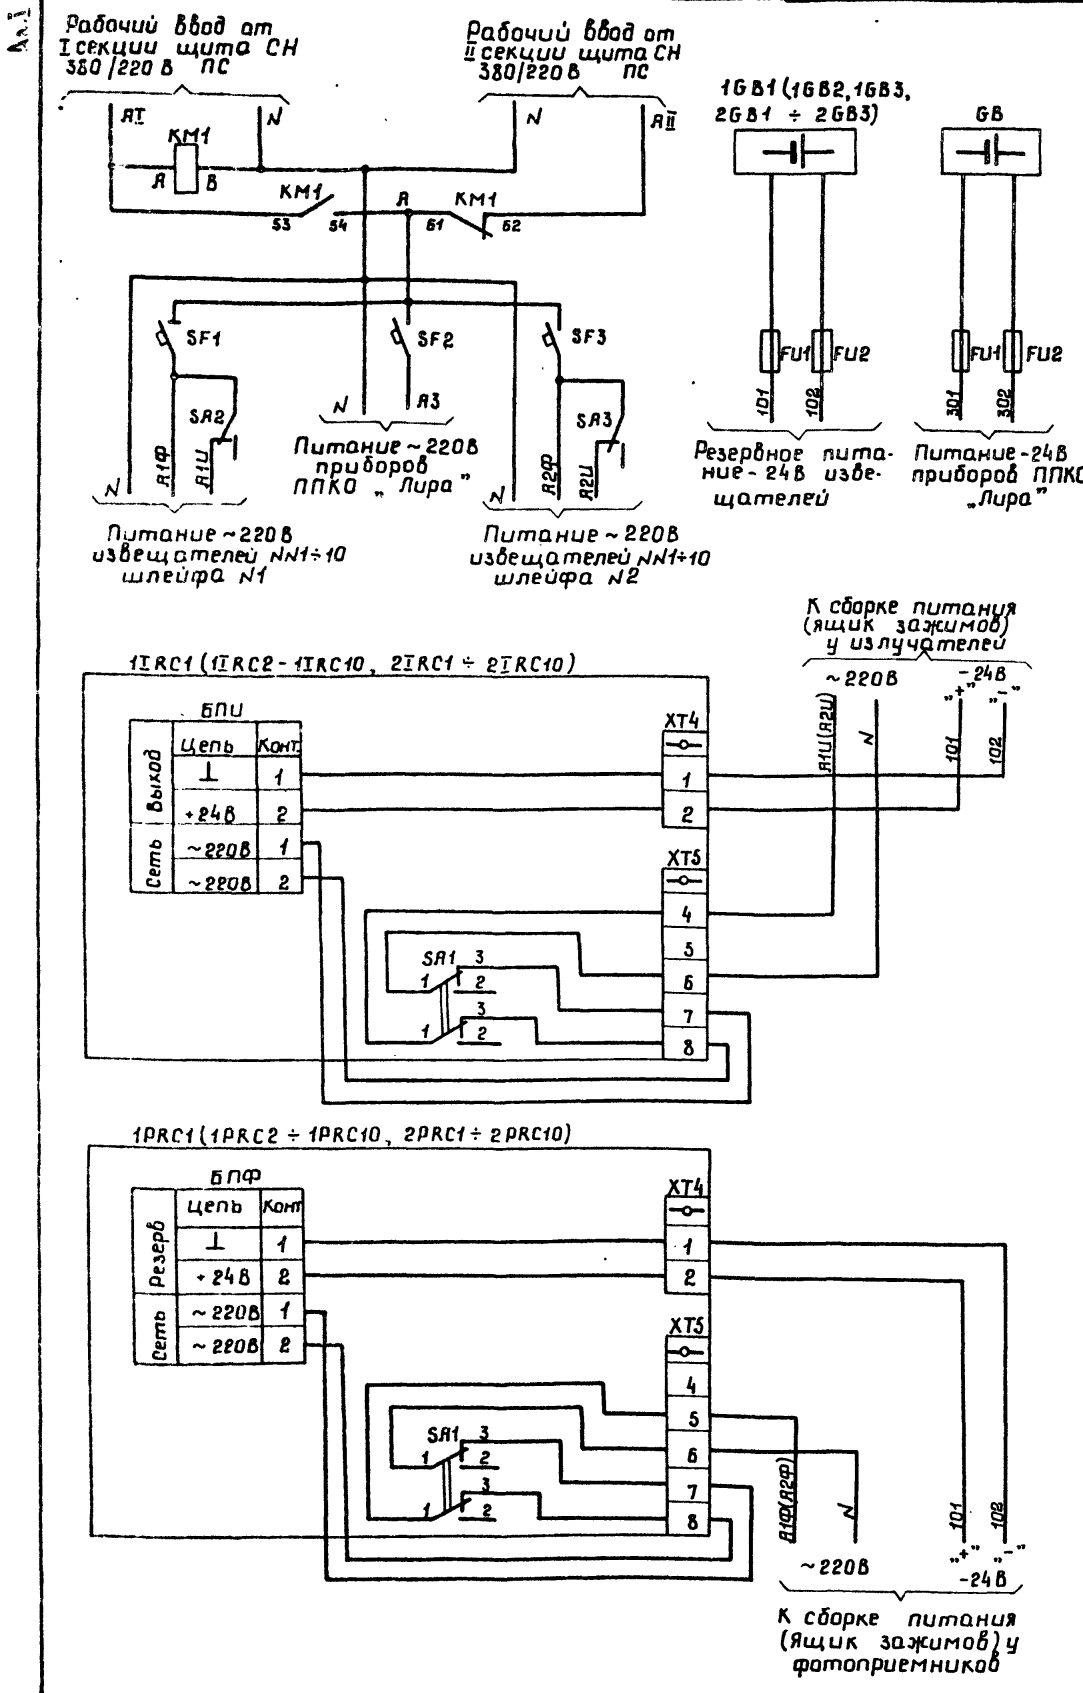 Рабочий ввод от
I секции щита СН
380/220 В ПС
Рабочий ввод от
II секции щита СН
380/220 В ПС
1GB1 (1GB2, 1GB3,
2GB1 ÷ 2GB3)
GB
AI
N
N
AII
KM1
A
B
KM1
53
54
A
KM1
61
62
SF1
SF2
SF3
FU1
FU2
FU1
FU2
SA2
SA3
A1Ф
A1И
N
N
A3
A2Ф
A2И
N
101
102
301
302
Питание ~220В
приборов
ППКО „Лира"
Резервное пита-
ние -24В изве-
щателей
Питание -24В
приборов ППКО
„Лира"
Питание ~220В
извещателей NN1÷10
шлейфа N1
Питание ~220В
извещателей NN1÷10
шлейфа N2
К сборке питания
(ящик зажимов)
у излучателей
~220В
-24В
„+"
„-"
A1И(A2И)
N
101
102
1IRC1 (1IRC2 - 1IRC10, 2IRC1 ÷ 2IRC10)
БПИ
Цепь
Конт.
Выход
⊥
1
+24В
2
Сеть
~220В
1
~220В
2
XT4
1
2
XT5
4
5
6
7
8
SA1
1
3
2
1
3
2
1PRC1 (1PRC2 ÷ 1PRC10, 2PRC1 ÷ 2PRC10)
БПФ
Цепь
Конт
Резерв
⊥
1
+24В
2
Сеть
~220В
1
~220В
2
XT4
1
2
XT5
4
5
6
7
8
SA1
1
3
2
1
3
2
A1Ф(A2Ф)
N
101
102
~220В
„+"
„-"
-24В
К сборке питания
(ящик зажимов) у
фотоприемников